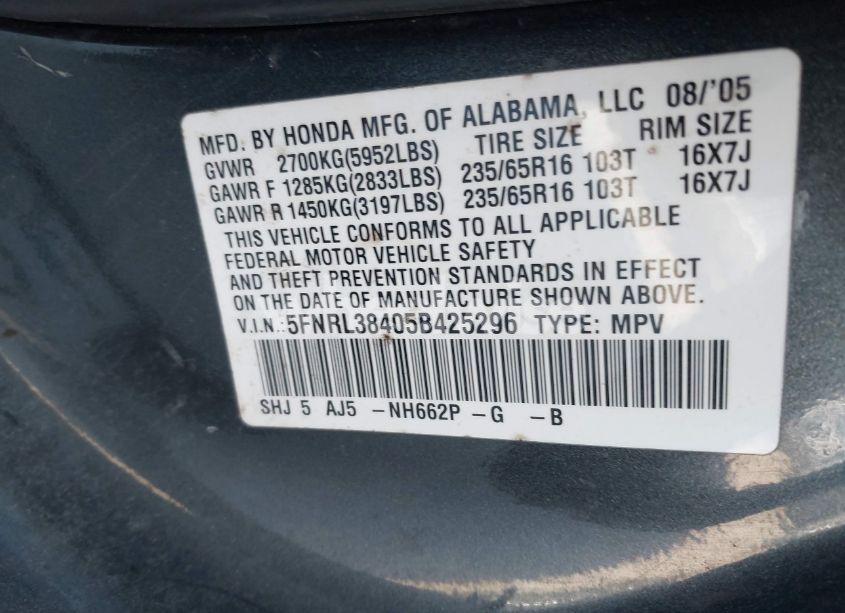 MFD. BY HONDA MFG. OF ALABAMA, LLC 08/'05
GVWR 2700KG(5952LBS) TIRE SIZE RIM SIZE
GAWR F 1285KG(2833LBS) 235/65R16 103T 16X7J
GAWR R 1450KG(3197LBS) 235/65R16 103T 16X7J
THIS VEHICLE CONFORMS TO ALL APPLICABLE
FEDERAL MOTOR VEHICLE SAFETY
AND THEFT PREVENTION STANDARDS IN EFFECT
ON THE DATE OF MANUFACTURE SHOWN ABOVE.
V.I.N.:5FNRL38405B425296 TYPE: MPV
SHJ 5 AJ5 -NH662P -G -B